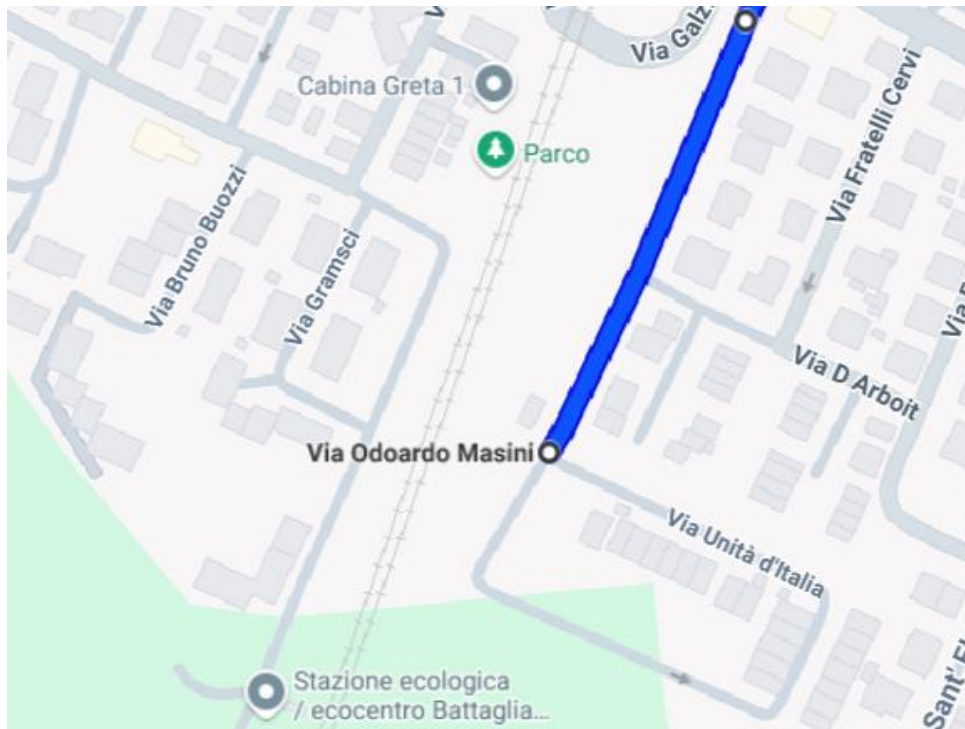 Via Galz
Cabina Greta 1
Parco
Via Fratelli Cervi
Via Bruno Buozzi
Via Gramsci
Via D Arboit
Via Odoardo Masini
Via Unità d'Italia
Stazione ecologica
/ ecocentro Battaglia...
Sant'